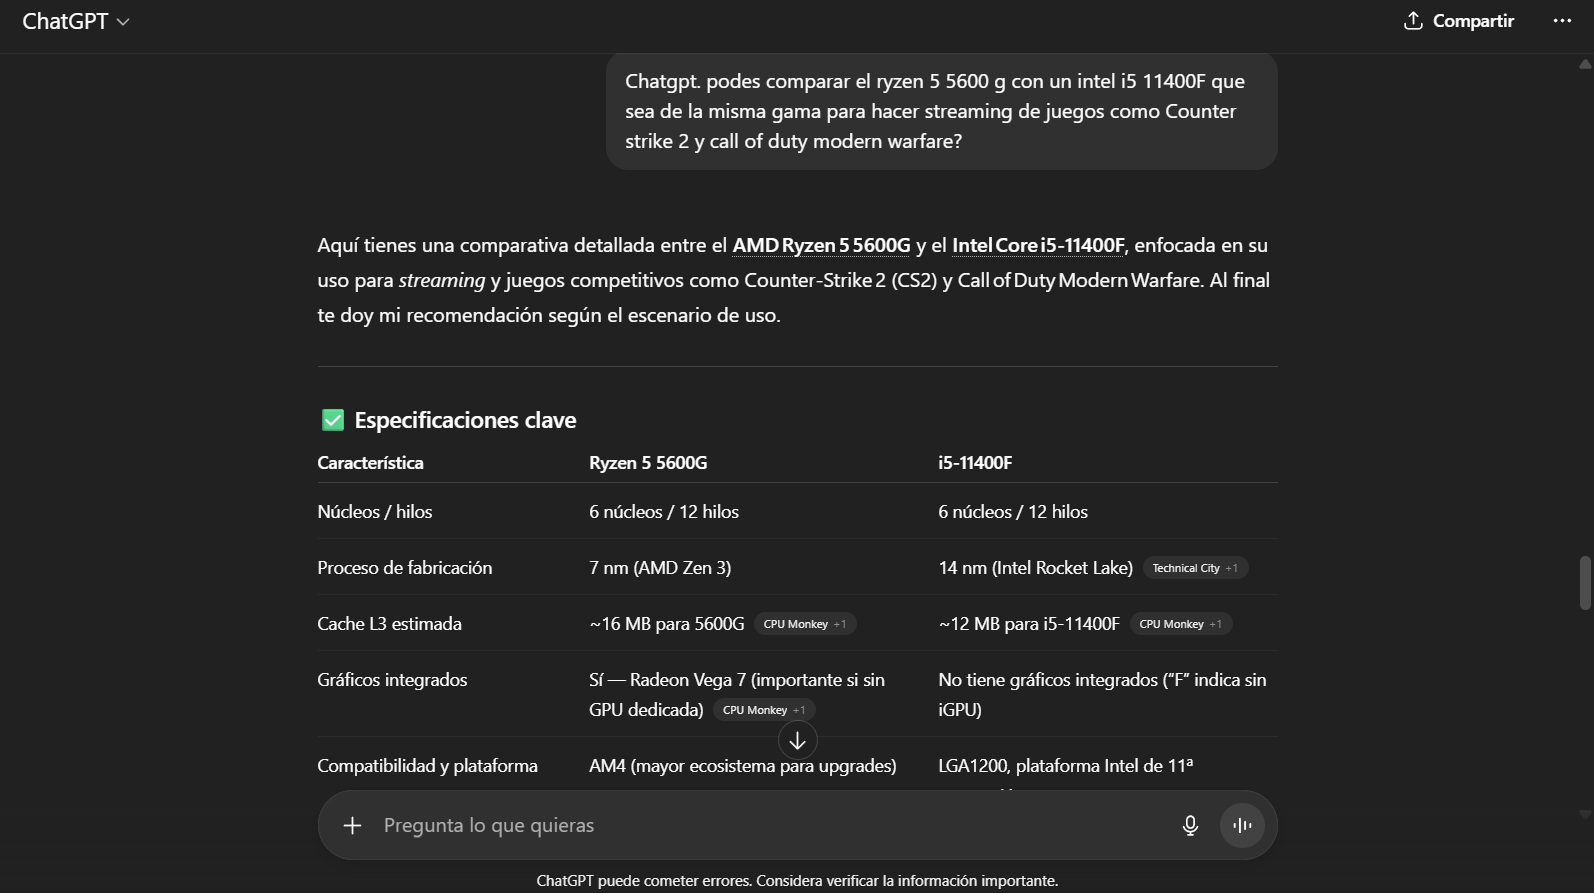 ChatGPT
Compartir
Chatgpt. podes comparar el ryzen 5 5600 g con un intel i5 11400F que
sea de la misma gama para hacer streaming de juegos como Counter
strike 2 y call of duty modern warfare?
Aquí tienes una comparativa detallada entre el AMD Ryzen 5 5600G y el Intel Core i5-11400F, enfocada en su
uso para streaming y juegos competitivos como Counter-Strike 2 (CS2) y Call of Duty Modern Warfare. Al final
te doy mi recomendación según el escenario de uso.
✅ Especificaciones clave
Característica Ryzen 5 5600G i5-11400F
Núcleos / hilos 6 núcleos / 12 hilos 6 núcleos / 12 hilos
Proceso de fabricación 7 nm (AMD Zen 3) 14 nm (Intel Rocket Lake) Technical City +1
Cache L3 estimada ~16 MB para 5600G CPU Monkey +1 ~12 MB para i5-11400F CPU Monkey +1
Gráficos integrados Sí — Radeon Vega 7 (importante si sin No tiene gráficos integrados (“F” indica sin
GPU dedicada) CPU Monkey +1 iGPU)
Compatibilidad y plataforma AM4 (mayor ecosistema para upgrades) LGA1200, plataforma Intel de 11ª
Pregunta lo que quieras
ChatGPT puede cometer errores. Considera verificar la información importante.